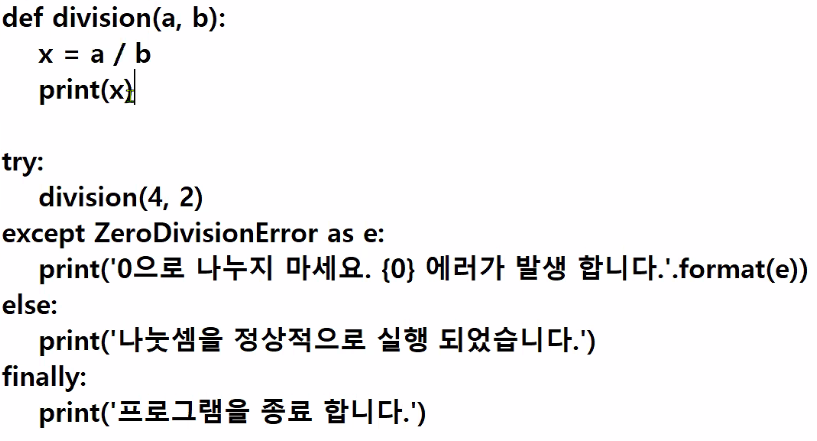 def division(a, b):
    x = a / b
    print(x)
try:
    division(4, 2)
except ZeroDivisionError as e:
    print('0으로 나누지 마세요. {0} 에러가 발생 합니다.'.format(e))
else:
    print('나눗셈을 정상적으로 실행 되었습니다.')
finally:
    print('프로그램을 종료 합니다.')